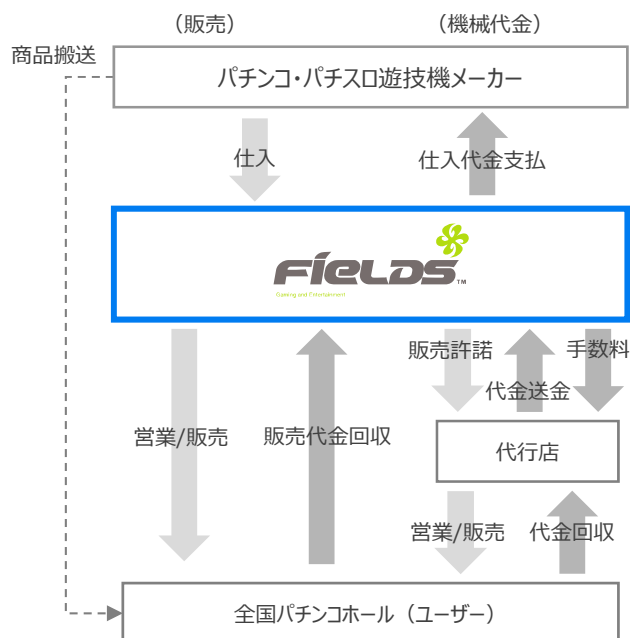 （販売）
（機械代金）
商品搬送
パチンコ・パチスロ遊技機メーカー
仕入
仕入代金支払
FIELDS™
Gaming and Entertainment
販売許諾
手数料
代金送金
営業/販売
販売代金回収
代行店
営業/販売
代金回収
全国パチンコホール（ユーザー）